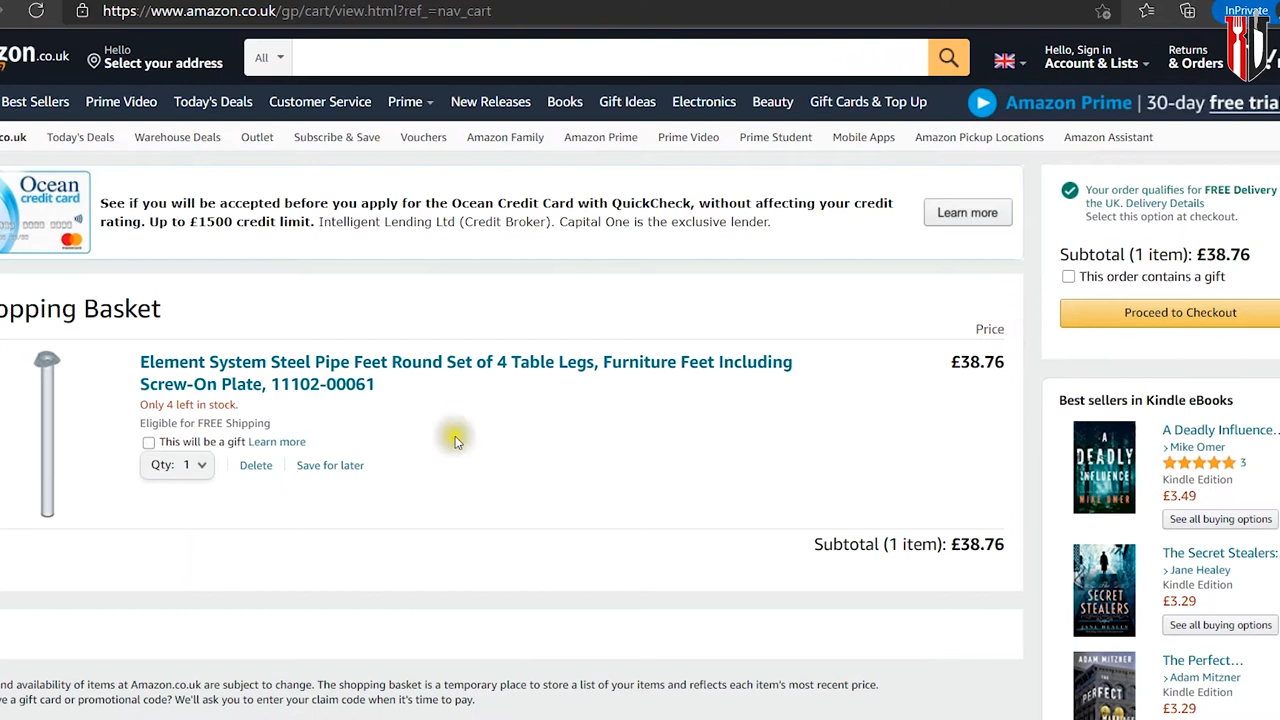 https://www.amazon.co.uk/gp/cart/view.html?ref_=nav_cart
InPrivate
zon.co.uk
Hello
Select your address
All
Hello, Sign in
Account & Lists
Returns
& Orders
Best Sellers Prime Video Today's Deals Customer Service Prime New Releases Books Gift Ideas Electronics Beauty Gift Cards & Top Up
Amazon Prime | 30-day free tria
co.uk Today's Deals Warehouse Deals Outlet Subscribe & Save Vouchers Amazon Family Amazon Prime Prime Video Prime Student Mobile Apps Amazon Pickup Locations Amazon Assistant
Ocean
credit card
See if you will be accepted before you apply for the Ocean Credit Card with QuickCheck, without affecting your credit
rating. Up to £1500 credit limit. Intelligent Lending Ltd (Credit Broker). Capital One is the exclusive lender.
Learn more
opping Basket
Price
Element System Steel Pipe Feet Round Set of 4 Table Legs, Furniture Feet Including
Screw-On Plate, 11102-00061
£38.76
Only 4 left in stock.
Eligible for FREE Shipping
This will be a gift Learn more
Qty: 1
Delete
Save for later
Subtotal (1 item): £38.76
nd availability of items at Amazon.co.uk are subject to change. The shopping basket is a temporary place to store a list of your items and reflects each item's most recent price.
e a gift card or promotional code? We'll ask you to enter your claim code when it's time to pay.
Your order qualifies for FREE Delivery
the UK. Delivery Details
Select this option at checkout.
Subtotal (1 item): £38.76
This order contains a gift
Proceed to Checkout
Best sellers in Kindle eBooks
A
DEADLY
INFLUENCE
MIKE OMER
A Deadly Influence...
› Mike Omer
3
Kindle Edition
£3.49
See all buying options
THE
SECRET
STEALERS
JANE HEALEY
The Secret Stealers:
› Jane Healey
Kindle Edition
£3.29
See all buying options
ADAM MITZNER
THE
PERFECT
The Perfect...
› Adam Mitzner
Kindle Edition
£3.29